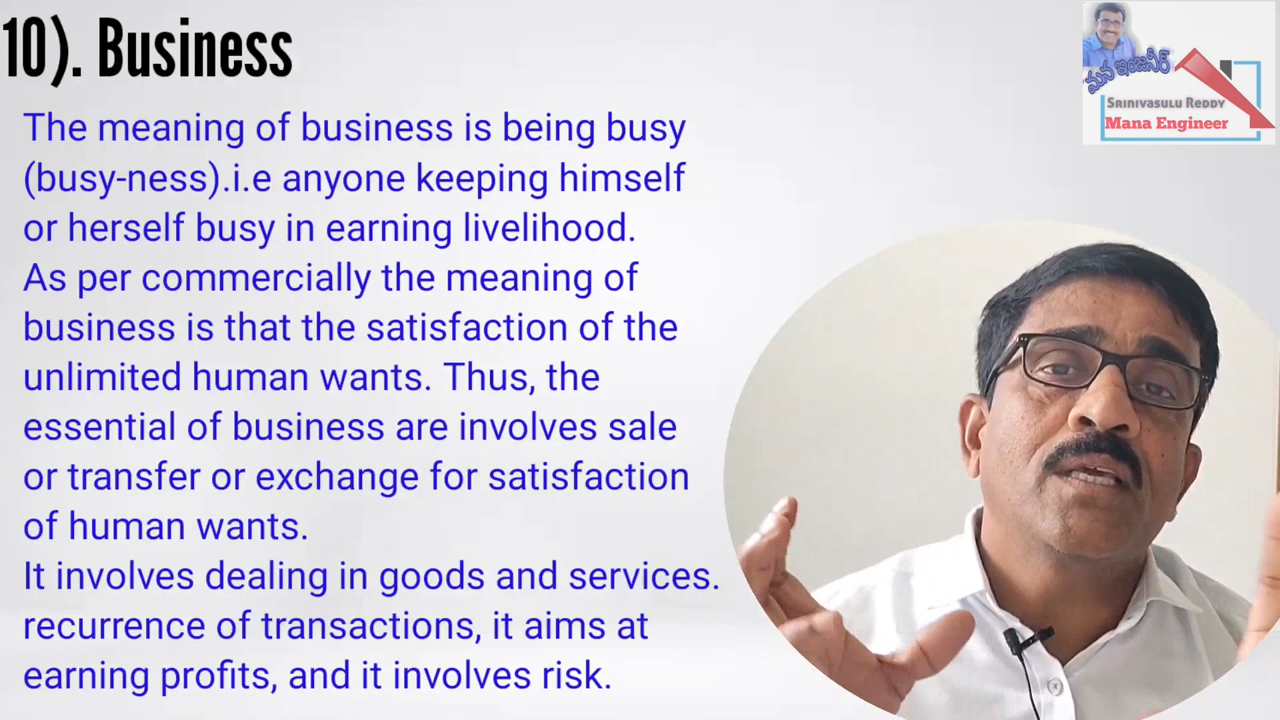 10). Business
The meaning of business is being busy
(busy-ness).i.e anyone keeping himself
or herself busy in earning livelihood.
As per commercially the meaning of
business is that the satisfaction of the
unlimited human wants. Thus, the
essential of business are involves sale
or transfer or exchange for satisfaction
of human wants.
It involves dealing in goods and services.
recurrence of transactions, it aims at
earning profits, and it involves risk.
మన ఇంజనీర్
Srinivasulu Reddy
Mana Engineer